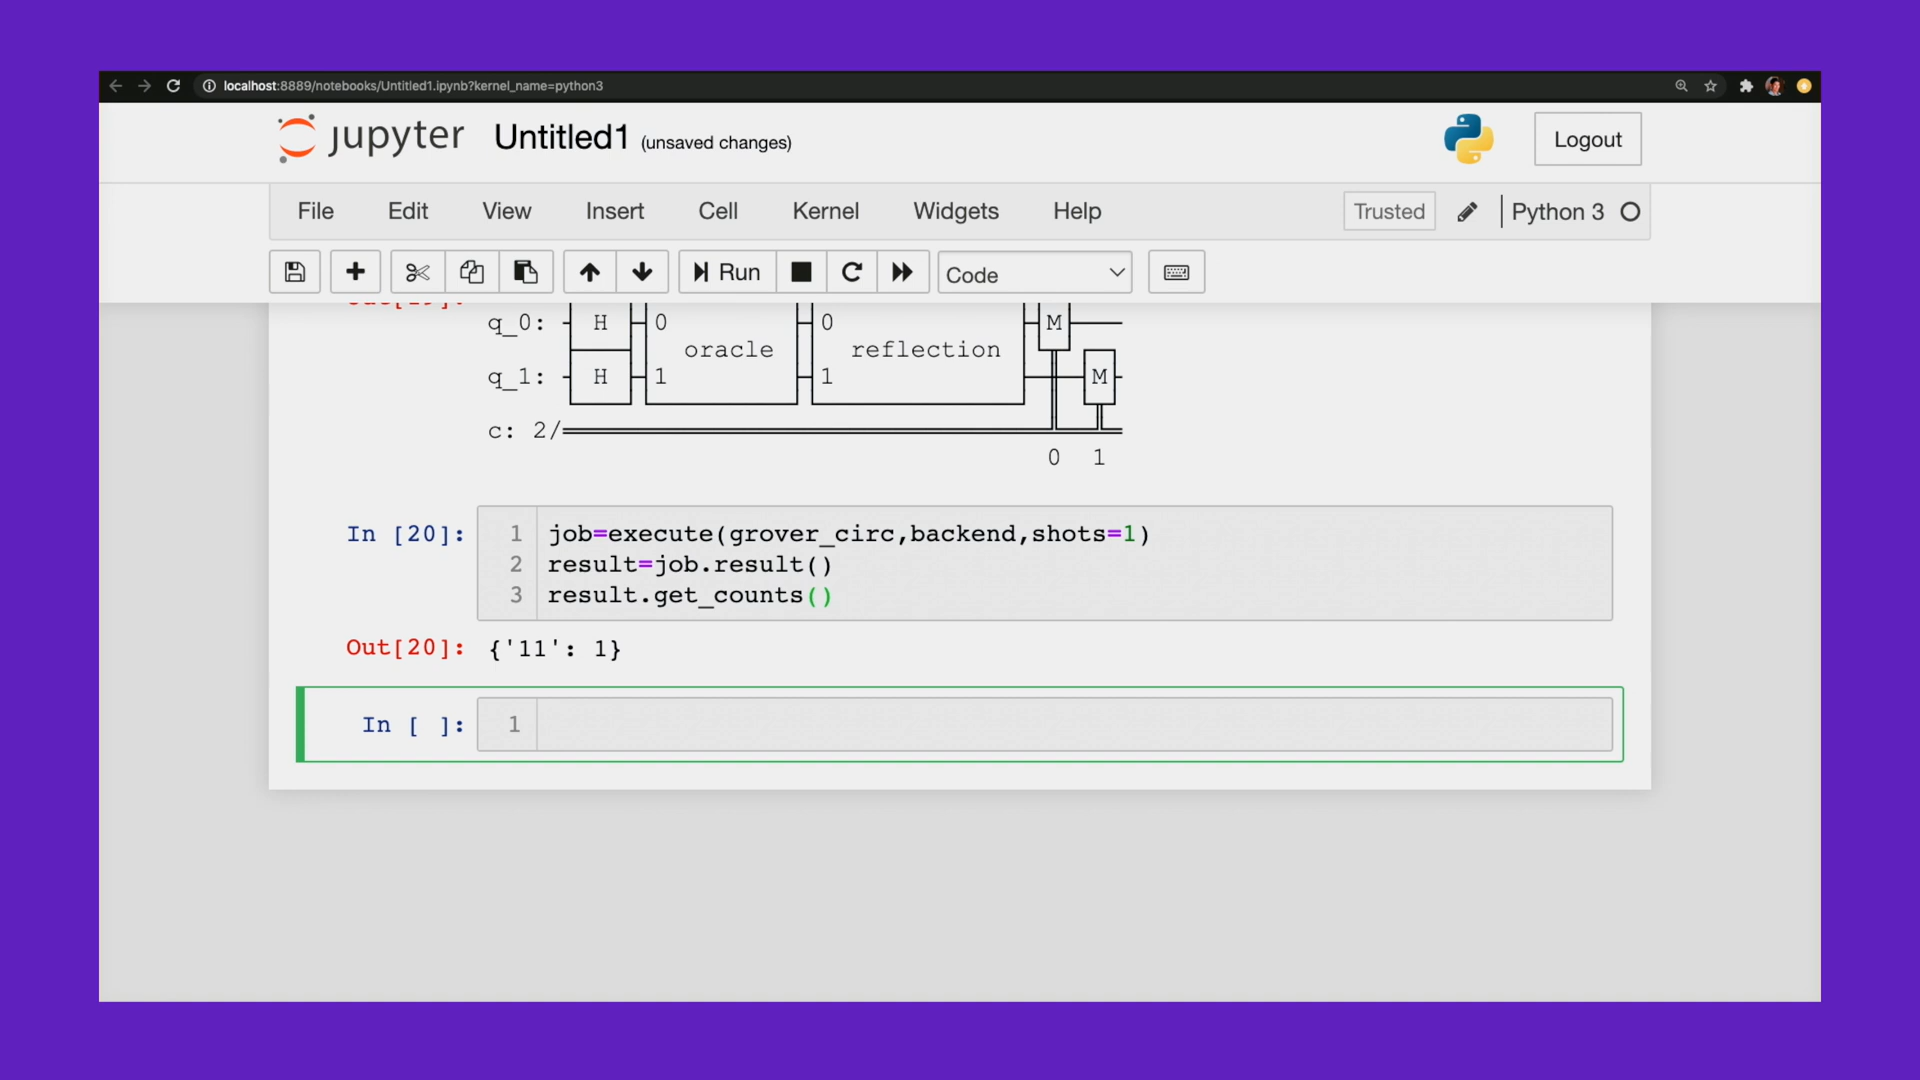 localhost:8889/notebooks/Untitled1.ipynb?kernel_name=python3
jupyter Untitled1 (unsaved changes)
Logout
File Edit View Insert Cell Kernel Widgets Help
Trusted Python 3
Run Code
q_0: H 0 0 M
oracle reflection
q_1: H 1 1 M
c: 2/
0 1
In [20]: 1 job=execute(grover_circ,backend,shots=1)
2 result=job.result()
3 result.get_counts()
Out[20]: {'11': 1}
In [ ]: 1